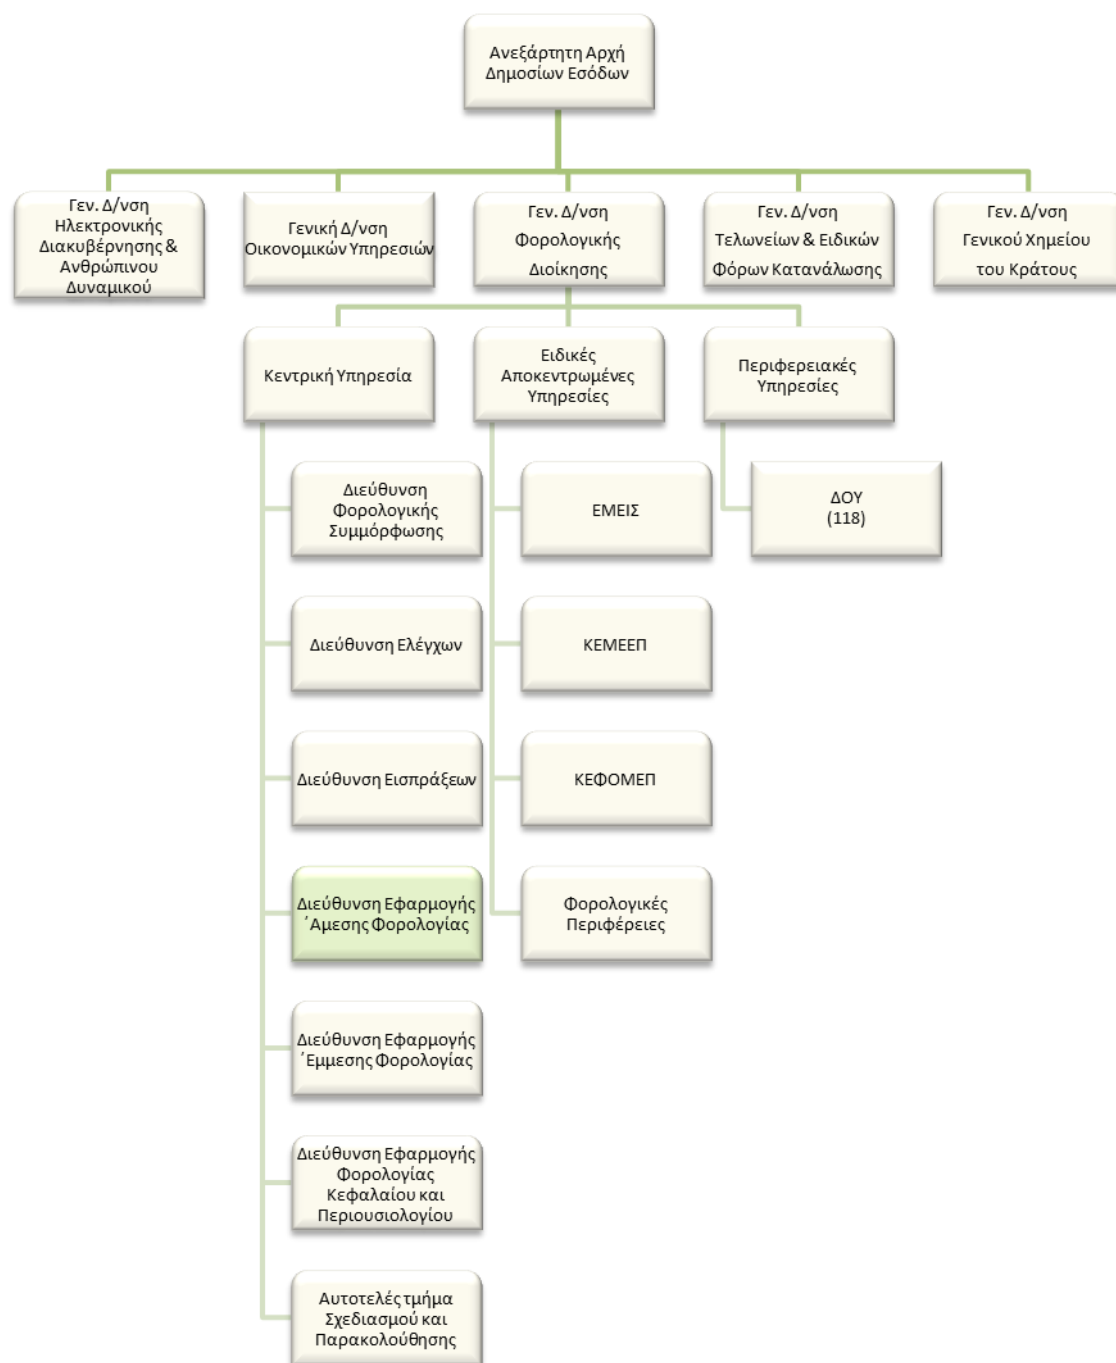 Ανεξάρτητη Αρχή
Δημοσίων Εσόδων
Γεν. Δ/νση
Ηλεκτρονικής
Διακυβέρνησης &
Ανθρώπινου
Δυναμικού
Γενική Δ/νση
Οικονομικών Υπηρεσιών
Γεν. Δ/νση
Φορολογικής
Διοίκησης
Γεν. Δ/νση
Τελωνείων & Ειδικών
Φόρων Κατανάλωσης
Γεν. Δ/νση
Γενικού Χημείου
του Κράτους
Κεντρική Υπηρεσία
Ειδικές
Αποκεντρωμένες
Υπηρεσίες
Περιφερειακές
Υπηρεσίες
Διεύθυνση
Φορολογικής
Συμμόρφωσης
Διεύθυνση Ελέγχων
Διεύθυνση Εισπράξεων
Διεύθυνση Εφαρμογής
΄Αμεσης Φορολογίας
Διεύθυνση Εφαρμογής
΄Εμμεσης Φορολογίας
Διεύθυνση Εφαρμογής
Φορολογίας
Κεφαλαίου και
Περιουσιολογίου
Αυτοτελές τμήμα
Σχεδιασμού και
Παρακολούθησης
ΕΜΕΙΣ
ΚΕΜΕΕΠ
ΚΕΦΟΜΕΠ
Φορολογικές
Περιφέρειες
ΔΟΥ
(118)